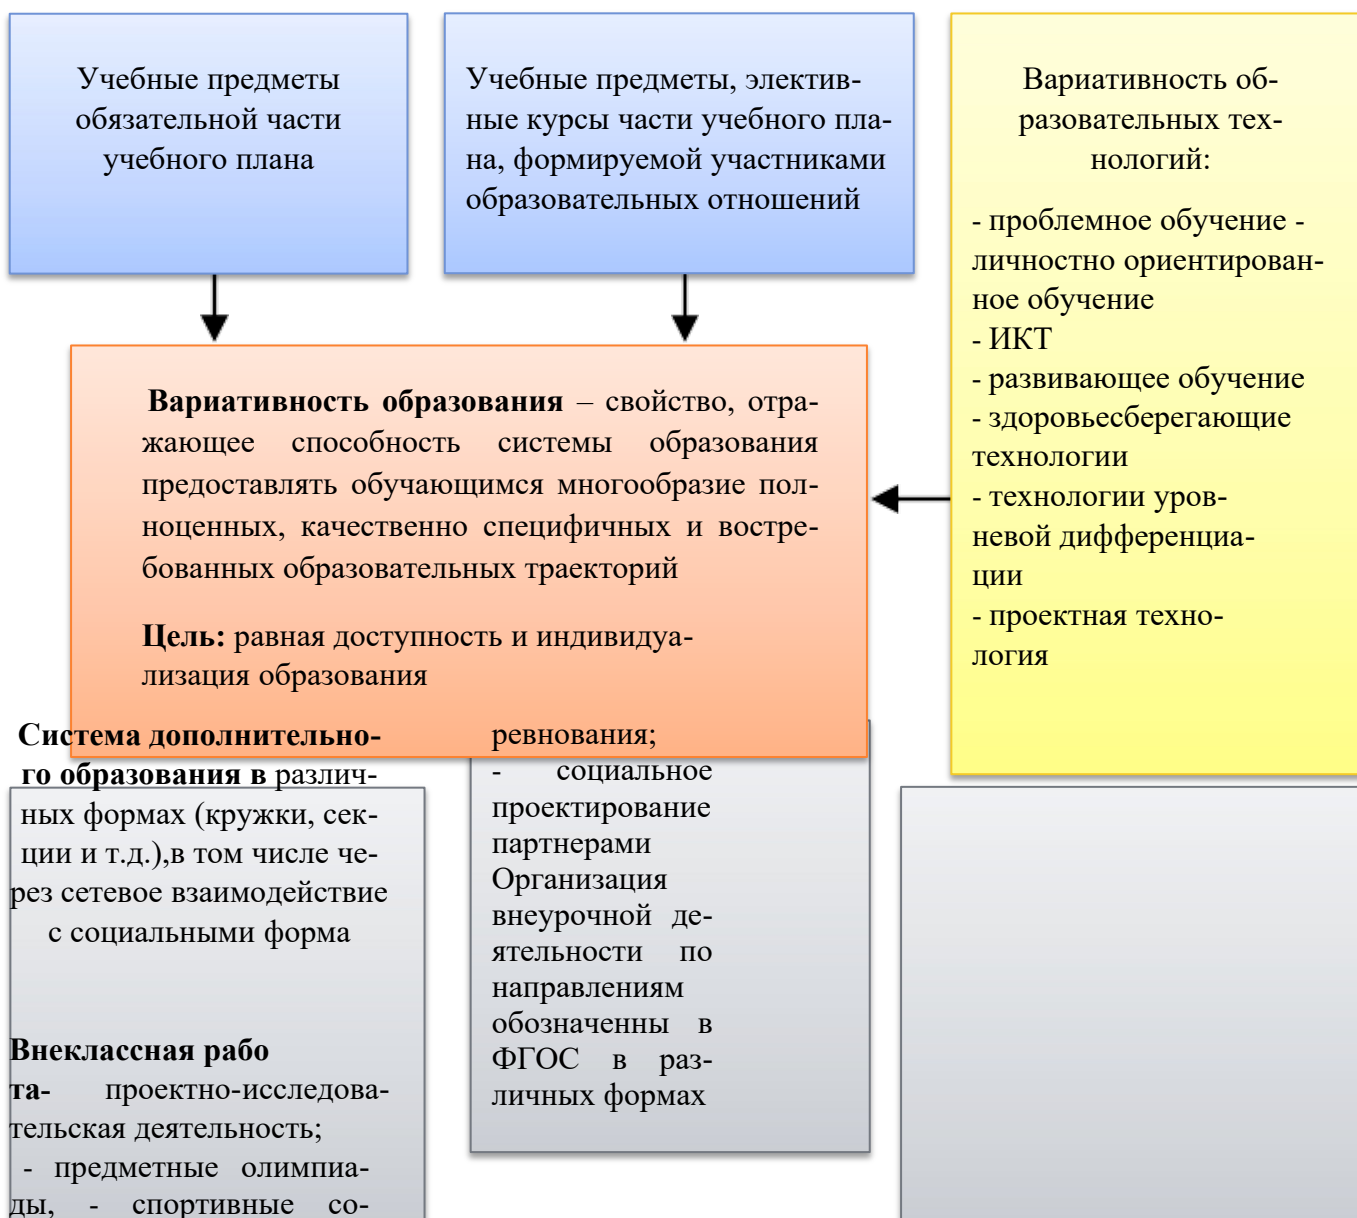 Учебные предметы
обязательной части
учебного плана
Учебные предметы, электив-
ные курсы части учебного пла-
на, формируемой участниками
образовательных отношений
Вариативность об-
разовательных тех-
нологий:
- проблемное обучение -
личностно ориентирован-
ное обучение
- ИКТ
- развивающее обучение
- здоровьесберегающие
технологии
- технологии уров-
невой дифференциа-
ции
- проектная техно-
логия
Вариативность образования – свойство, отра-
жающее способность системы образования
предоставлять обучающимся многообразие пол-
ноценных, качественно специфичных и востре-
бованных образовательных траекторий
Цель: равная доступность и индивидуа-
лизация образования
Система дополнительно-
го образования в различ-
ных формах (кружки, сек-
ции и т.д.),в том числе че-
рез сетевое взаимодействие
с социальными форма
Внеклассная рабо
та- проектно-исследова-
тельская деятельность;
- предметные олимпиа-
ды, - спортивные со-
ревнования;
- социальное
проектирование
партнерами
Организация
внеурочной де-
ятельности по
направлениям
обозначенны в
ФГОС в раз-
личных формах